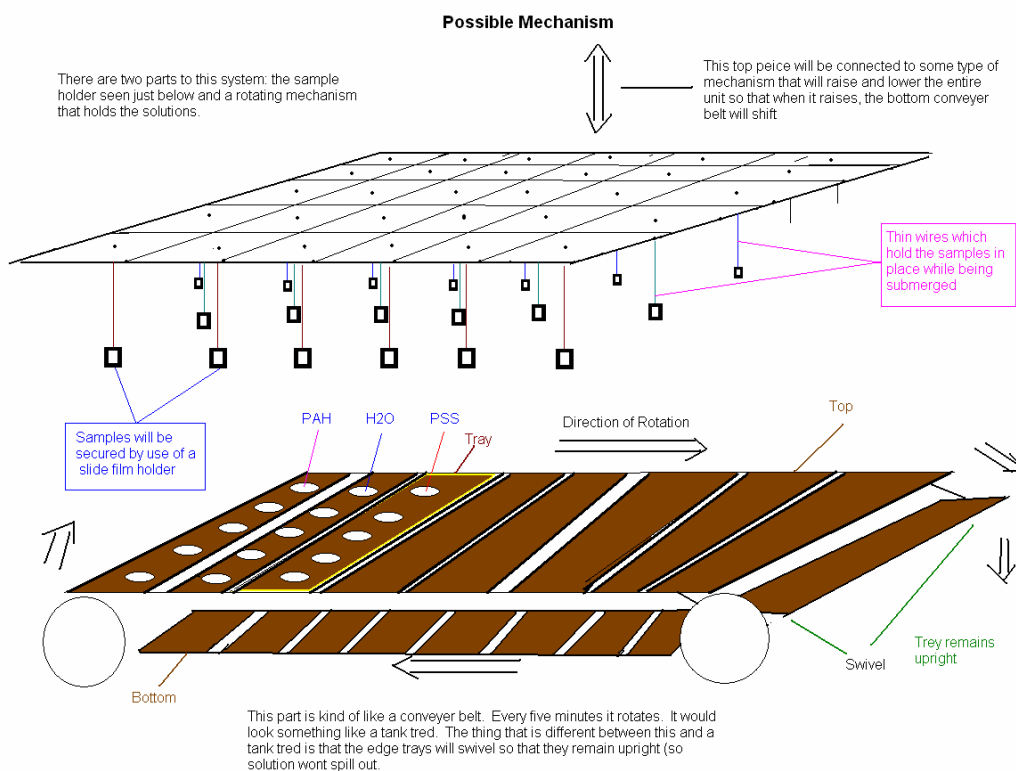 Possible Mechanism
There are two parts to this system: the sample
holder seen just below and a rotating mechanism
that holds the solutions.
This top peice will be connected to some type of
mechanism that will raise and lower the entire
unit so that when it raises, the bottom conveyer
belt will shift
Thin wires which
hold the samples in
place while being
submerged
Samples will be
secured by use of a
slide film holder
PAH
H2O
PSS
Tray
Direction of Rotation
Top
Swivel
Trey remains
upright
Bottom
This part is kind of like a conveyer belt. Every five minutes it rotates. It would
look something like a tank tred. The thing that is different between this and a
tank tred is that the edge trays will swivel so that they remain upright (so
solution wont spill out.